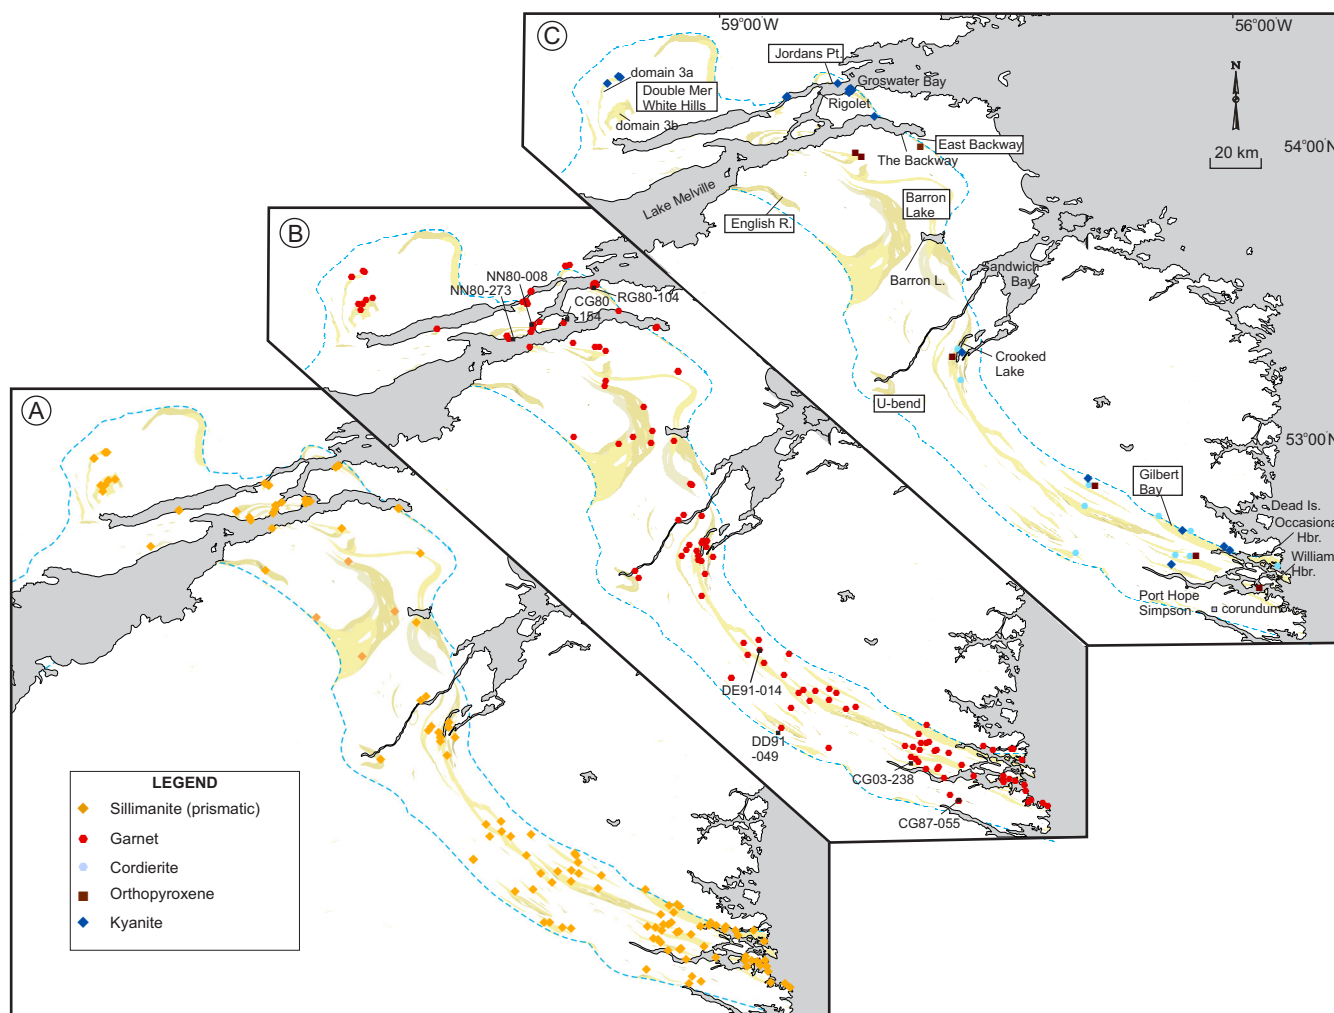 C
59°00'W
56°00'W
Jordans Pt.
Groswater Bay
domain 3a
Double Mer
White Hills
domain 3b
Rigolet
N
20 km
54°00'N
East Backway
The Backway
Lake Melville
English R.
Barron
Lake
Barron L.
Sandwich
Bay
Crooked
Lake
U-bend
53°00'N
Gilbert
Bay
Dead Is.
Occasional
Hbr.
William
Hbr.
Port Hope
Simpson
corundum
B
NN80-008
NN80-273
CG80
-154
RG80-104
DE91-014
DD91
-049
CG03-238
CG87-055
A
LEGEND
Sillimanite (prismatic)
Garnet
Cordierite
Orthopyroxene
Kyanite